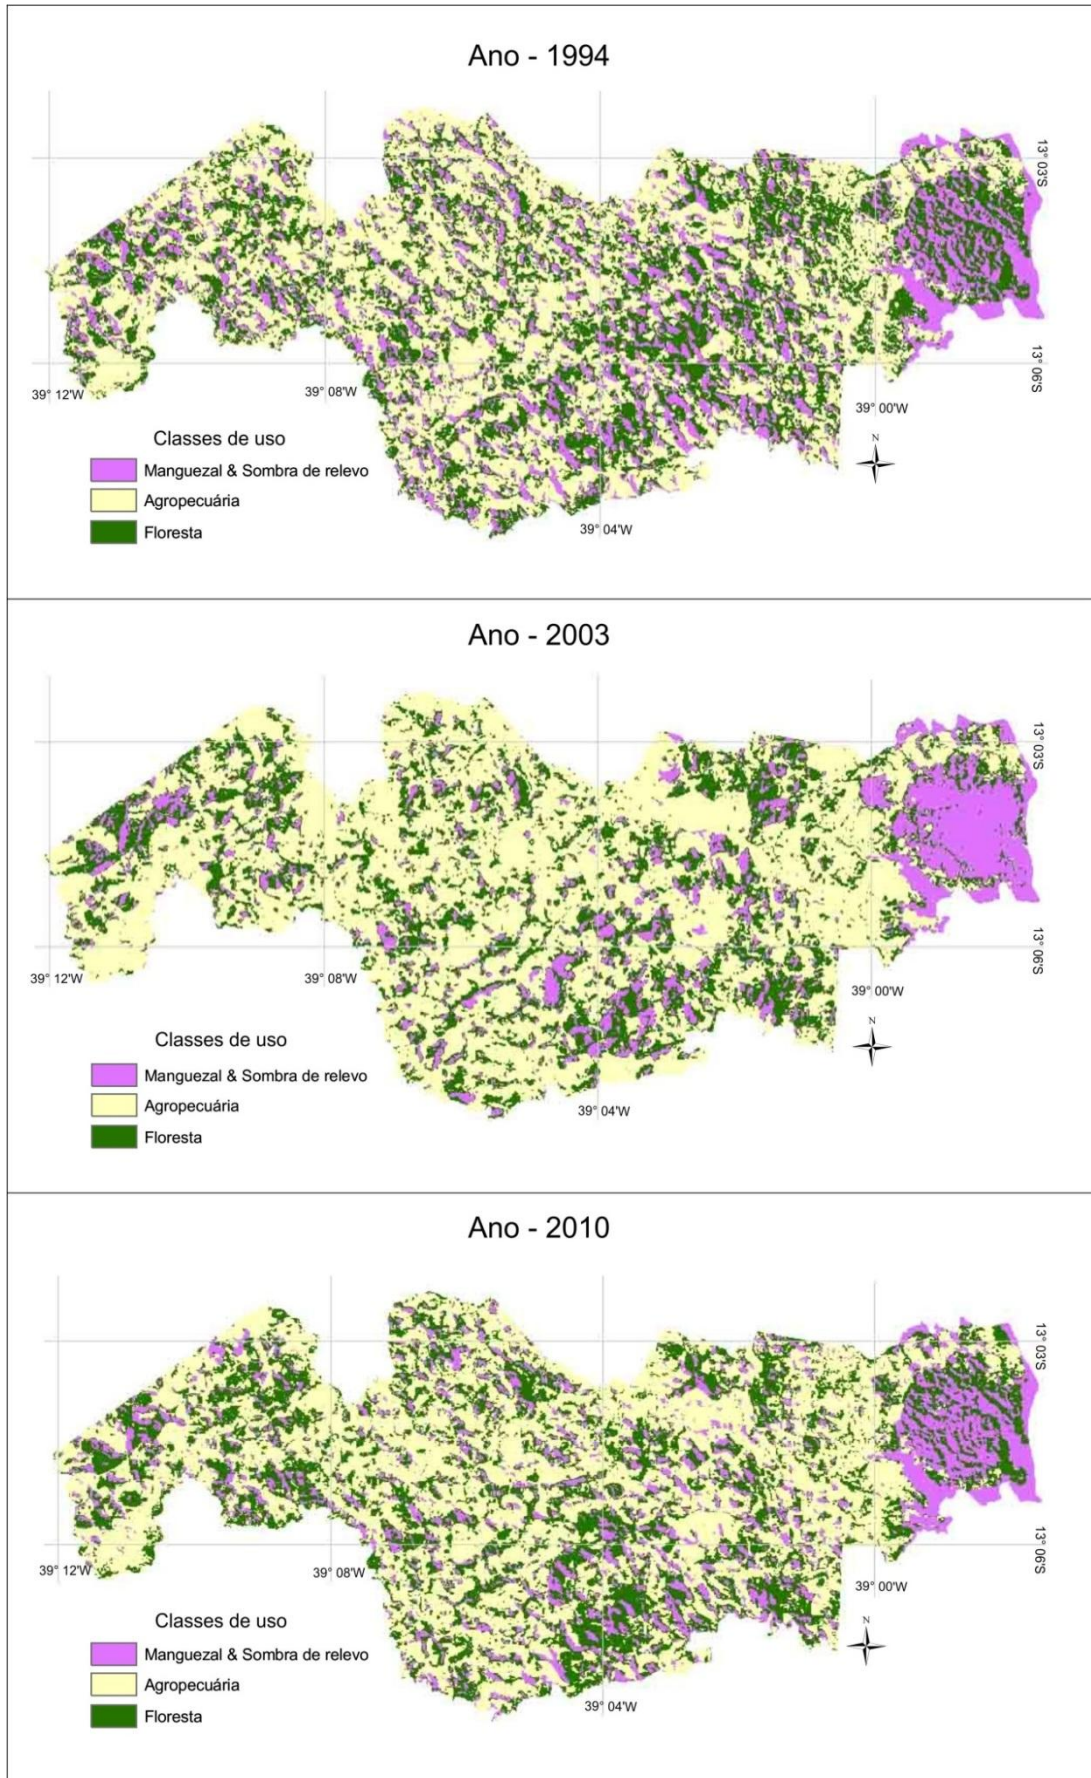 Ano - 1994
13° 03'S
13° 06'S
39° 12'W
39° 08'W
39° 00'W
Classes de uso
N
Manguezal & Sombra de relevo
Agropecuária
Floresta
39° 04'W
Ano - 2003
13° 03'S
13° 06'S
39° 12'W
39° 08'W
39° 00'W
N
Classes de uso
Manguezal & Sombra de relevo
Agropecuária
Floresta
39° 04'W
Ano - 2010
13° 03'S
13° 06'S
39° 12'W
39° 08'W
39° 00'W
Classes de uso
N
Manguezal & Sombra de relevo
Agropecuária
Floresta
39° 04'W